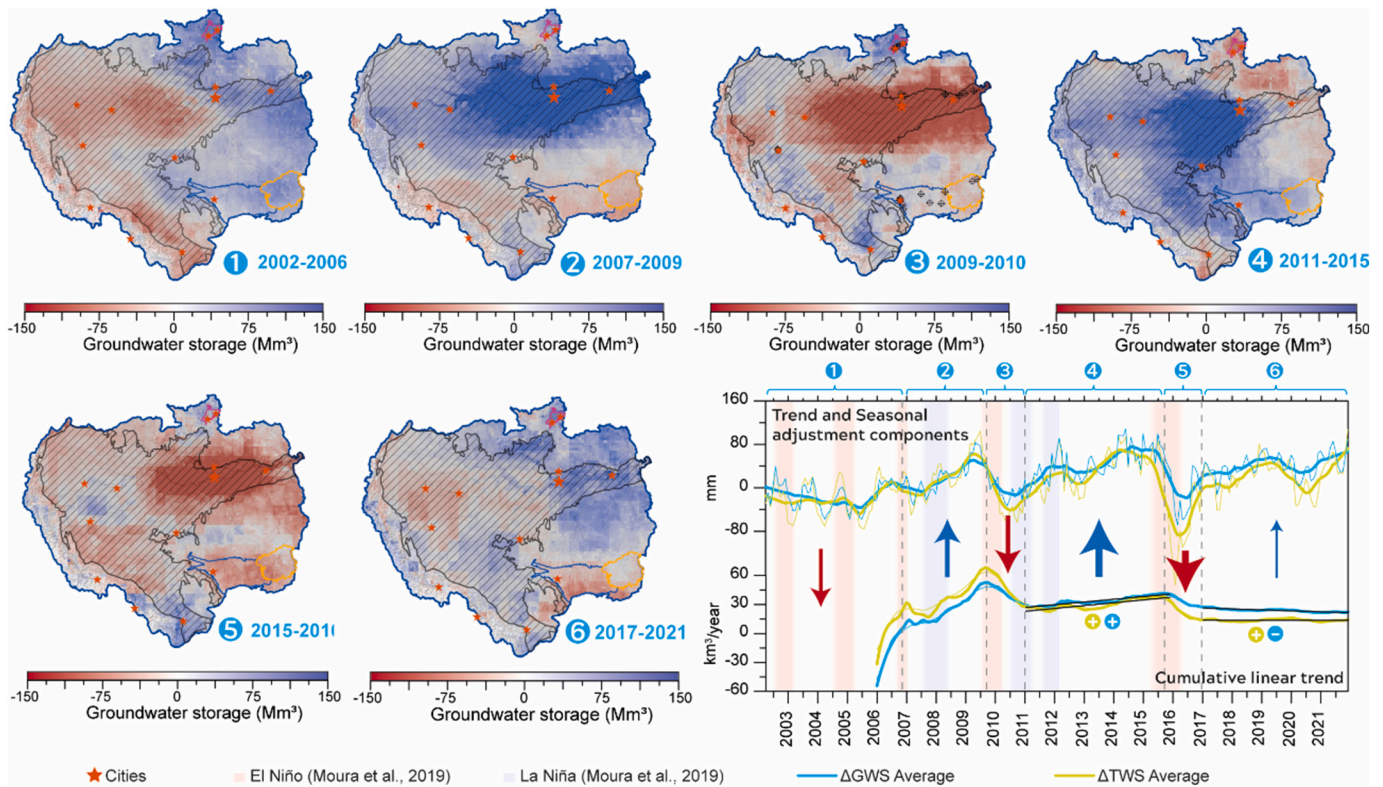 1 2002-2006
2 2007-2009
3 2009-2010
4 2011-2015
-150 -75 0 75 150
Groundwater storage (Mm³)
-150 -75 0 75 150
Groundwater storage (Mm³)
-150 -75 0 75 150
Groundwater storage (Mm³)
-150 -75 0 75 150
Groundwater storage (Mm³)
5 2015-201
6 2017-2021
-150 -75 0 75 150
Groundwater storage (Mm³)
-150 -75 0 75 150
Groundwater storage (Mm³)
1 2 3 4 5 6
Trend and Seasonal
adjustment components
160
80
0
-80
mm
60
30
0
-30
-60
km³/year
+ +
+ −
Cumulative linear trend
2003 2004 2005 2006 2007 2008 2009 2010 2011 2012 2013 2014 2015 2016 2017 2018 2019 2020 2021
Cities
El Niño (Moura et al., 2019)
La Niña (Moura et al., 2019)
ΔGWS Average
ΔTWS Average